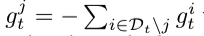 $g_t^j = -\sum_{i \in \mathcal{D}_t \setminus j} g_t^i$